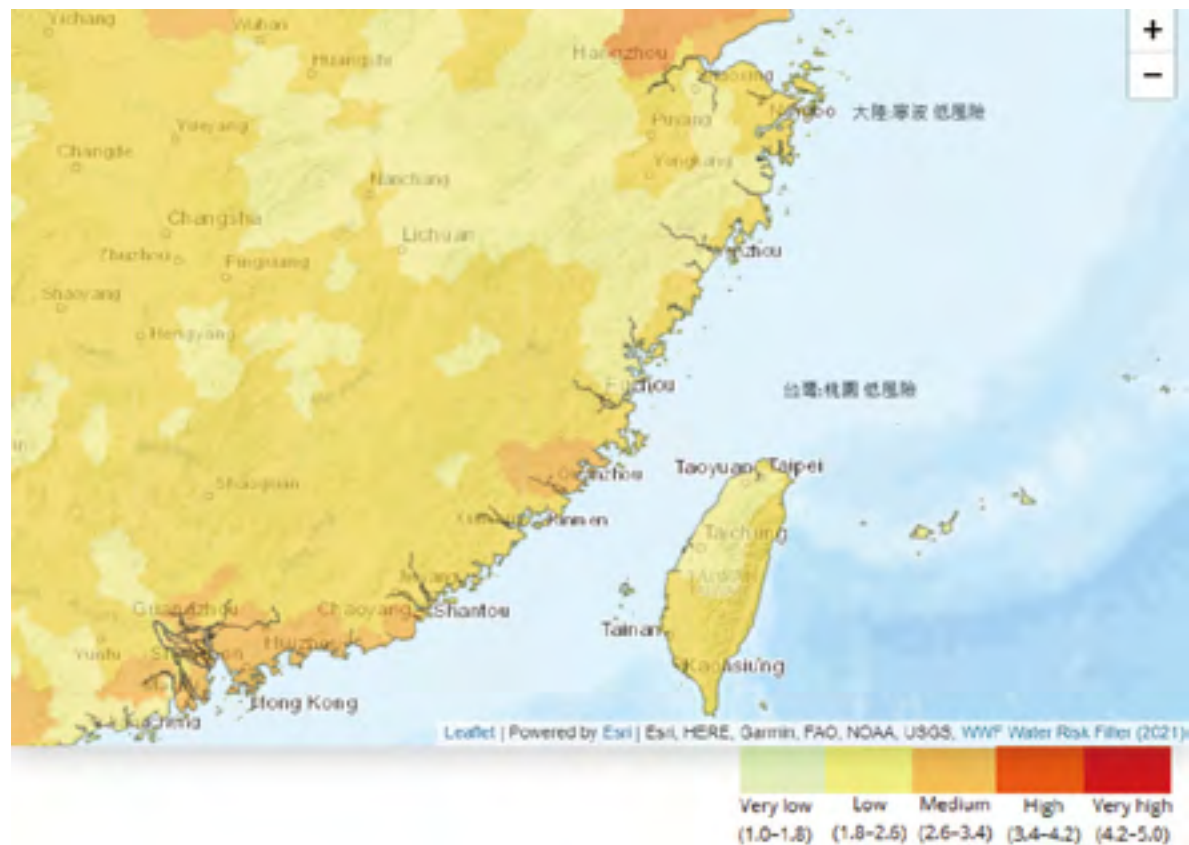 Yichang
Wuhan
+
−
Hangzhou
Shaoxing
Ningbo
大陸:寧波 低風險
Yueyang
Puyang
Changde
Yongkang
Nanchang
Changsha
Lichuan
Zhuzhou
Pingxiang
Shaoyang
Hengyang
Fuzhou
台灣:桃園 低風險
Taoyuan
Taipei
Shaoguan
Kinmen
Taichung
Guangzhou
Chaoyang
Shantou
Huizhou
Tainan
Yunfu
Kaohsiung
Hong Kong
Leaflet | Powered by Esri | Esri, HERE, Garmin, FAO, NOAA, USGS, WWF Water Risk Filter (2021)
Very low
Low
Medium
High
Very high
(1.0–1.8)
(1.8–2.6)
(2.6–3.4)
(3.4–4.2)
(4.2–5.0)